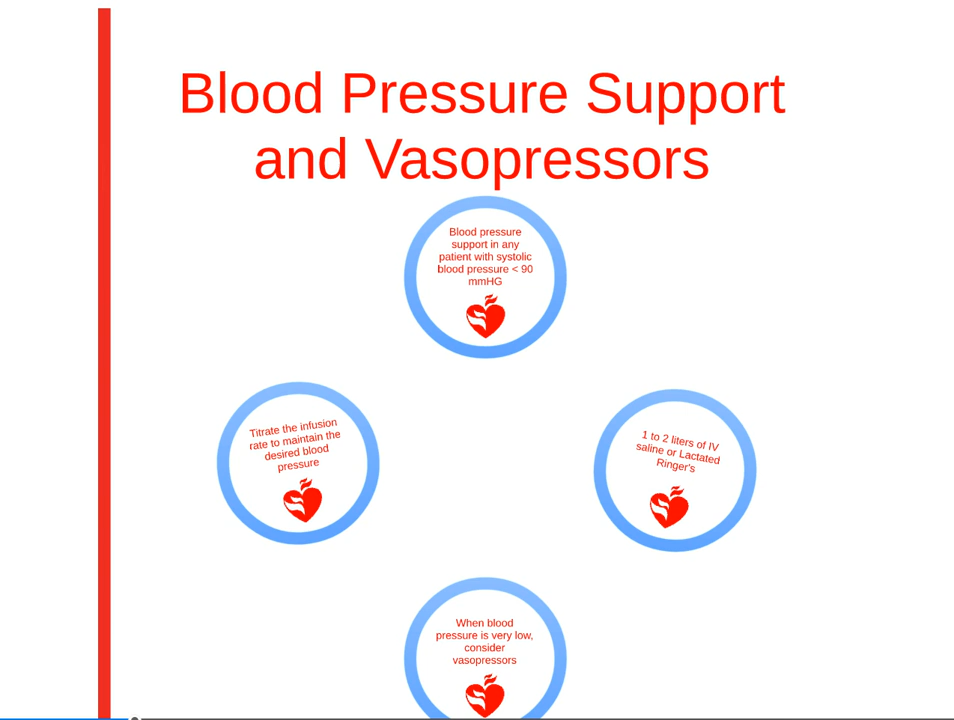 Blood Pressure Support
and Vasopressors
Blood pressure
support in any
patient with systolic
blood pressure < 90
mmHG
Titrate the infusion
rate to maintain the
desired blood
pressure
1 to 2 liters of IV
saline or Lactated
Ringer's
When blood
pressure is very low,
consider
vasopressors